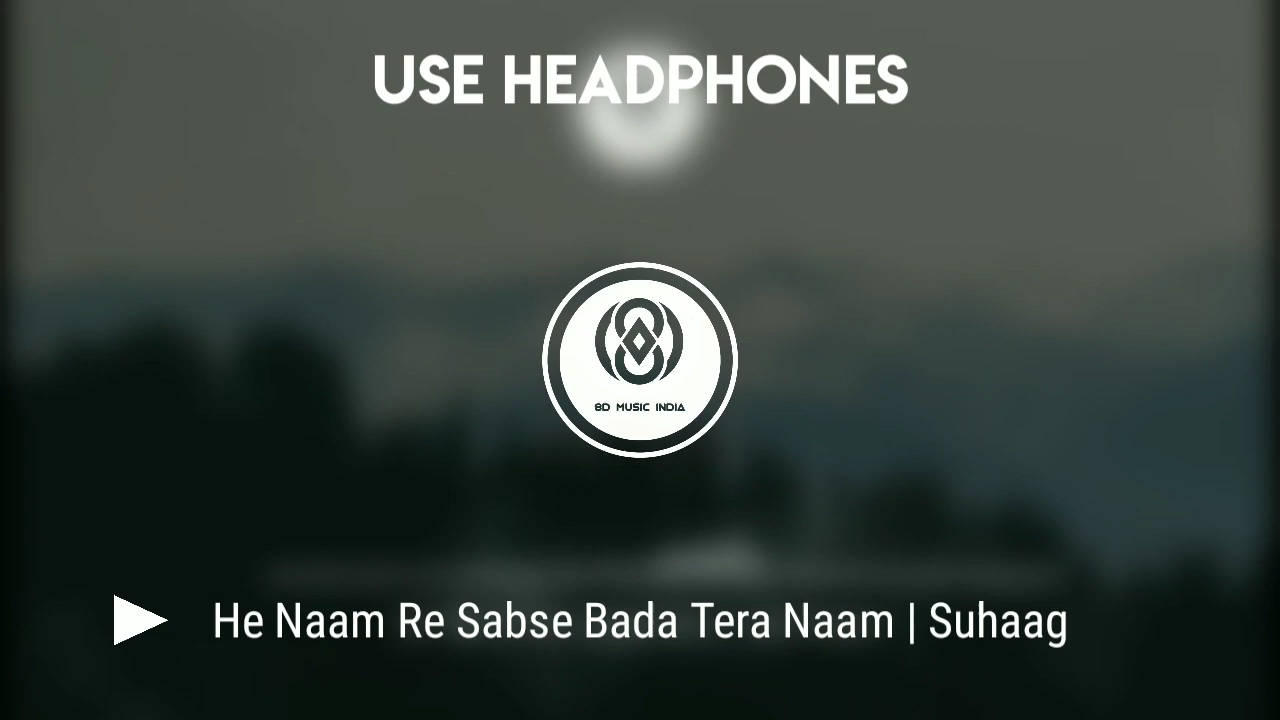 USE HEADPHONES
8D MUSIC INDIA
He Naam Re Sabse Bada Tera Naam | Suhaag